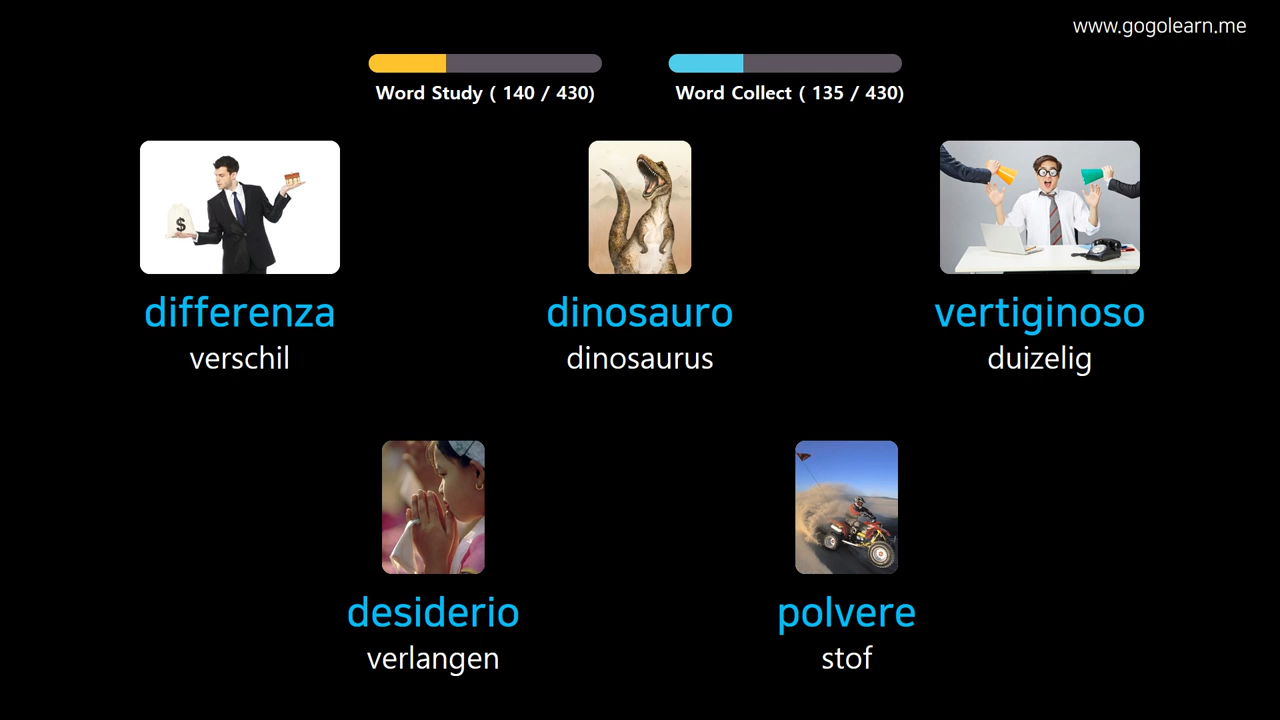 www.gogolearn.me
Word Study ( 140 / 430)
Word Collect ( 135 / 430)
$
differenza
verschil
dinosauro
dinosaurus
vertiginoso
duizelig
desiderio
verlangen
polvere
stof